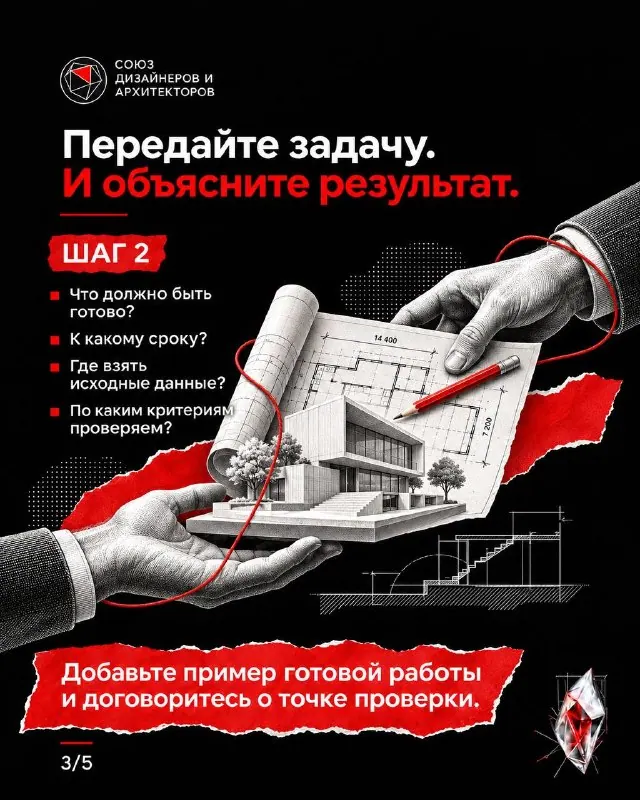 СОЮЗ
ДИЗАЙНЕРОВ И
АРХИТЕКТОРОВ
Передайте задачу.
И объясните результат.
ШАГ 2
Что должно быть
готово?
К какому сроку?
Где взять
исходные данные?
По каким критериям
проверяем?
14 400
7 200
Добавьте пример готовой работы
и договоритесь о точке проверки.
3/5